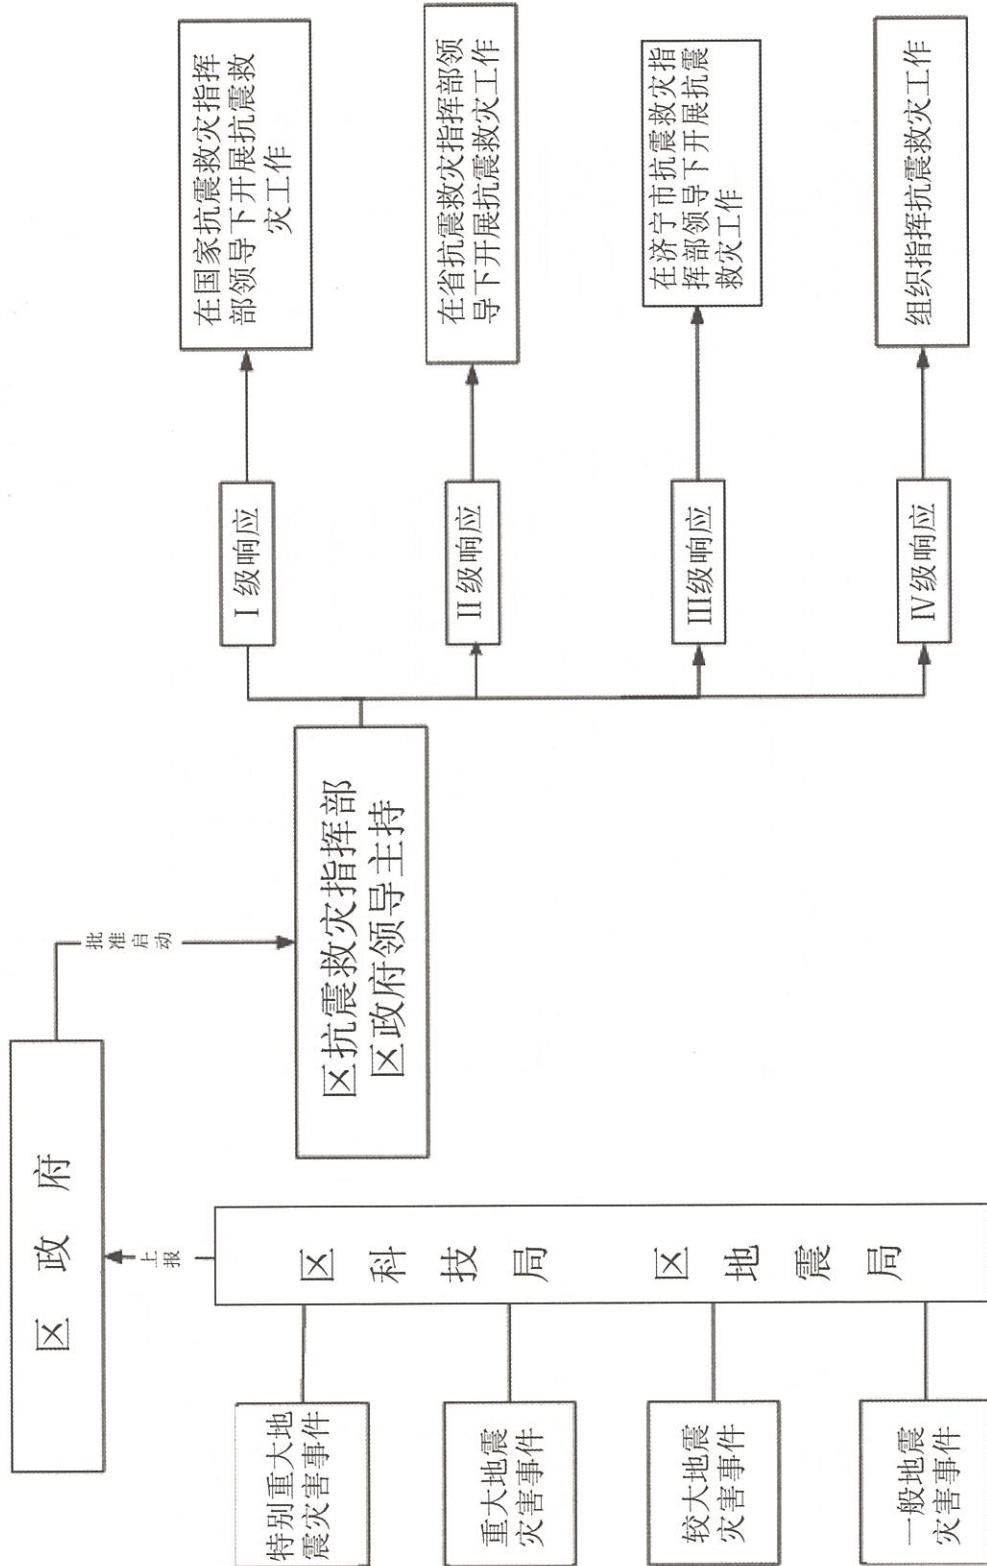 区 政 府
上报
批准启动
特别重大地
震灾害事件
重大地震
灾害事件
较大地震
灾害事件
一般地震
灾害事件
区 科 技 局 区 地 震 局
区抗震救灾指挥部
区政府领导主持
I 级响应
II 级响应
III级响应
IV级响应
在国家抗震救灾指挥
部领导下开展抗震救
灾工作
在省抗震救灾指挥部领
导下开展抗震救灾工作
在济宁市抗震救灾指
挥部领导下开展抗震
救灾工作
组织指挥抗震救灾工作